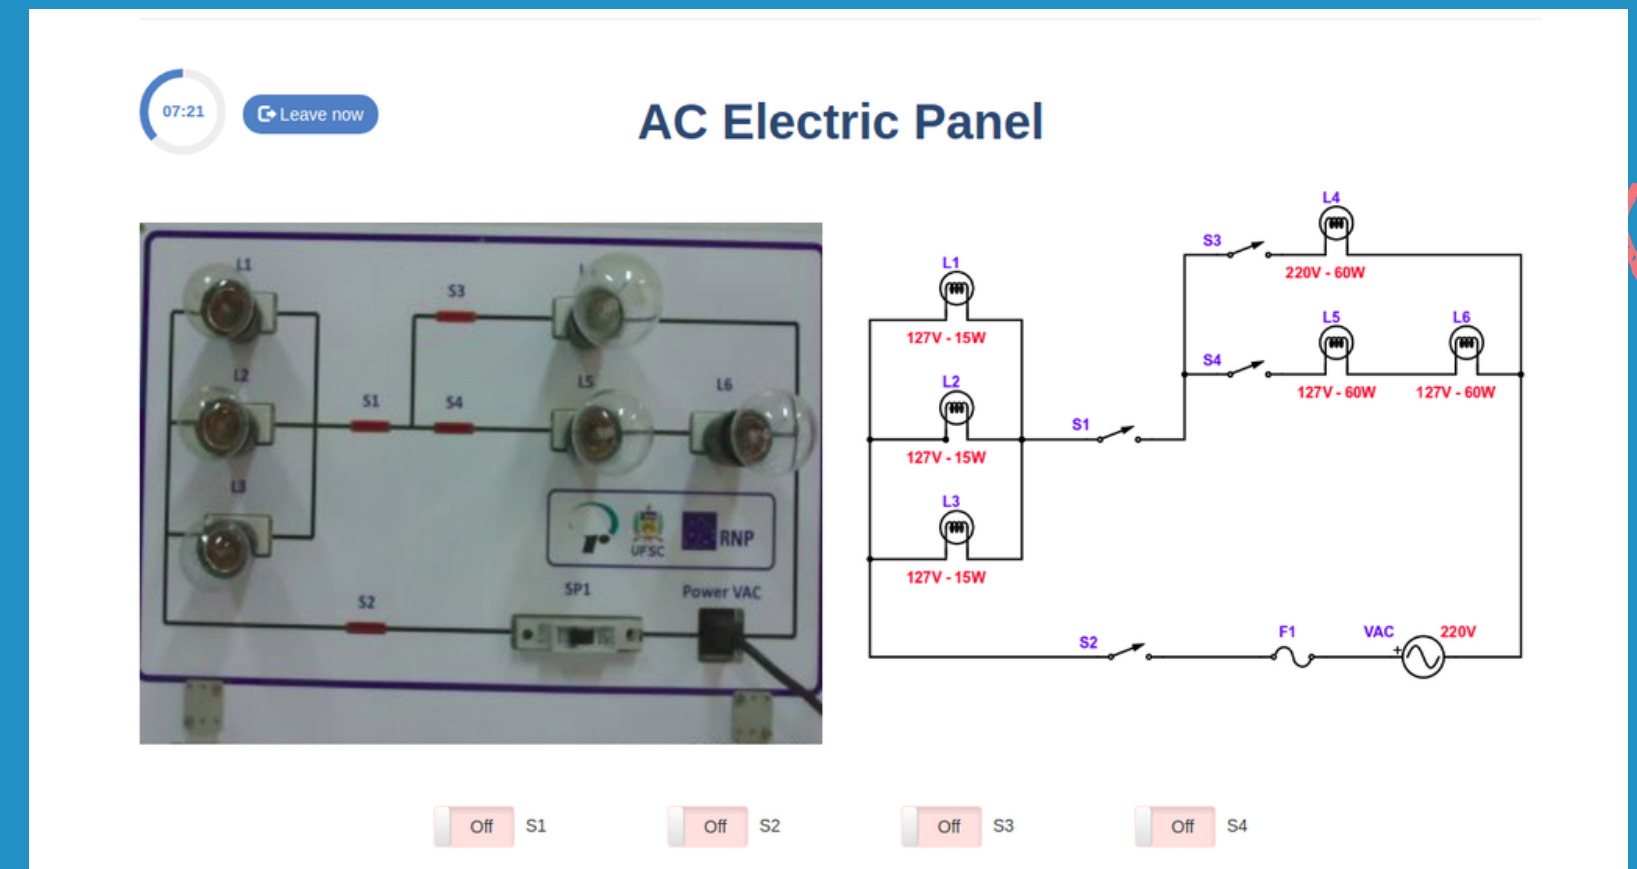 07:21
Leave now
AC Electric Panel
L1
S3
L2
S1
S4
L5
L6
L3
UFSC
RNP
SP1
Power VAC
S2
L4
S3
220V - 60W
L1
127V - 15W
L5
L6
S4
127V - 60W
127V - 60W
L2
S1
127V - 15W
L3
127V - 15W
S2
F1
VAC
220V
+
Off S1
Off S2
Off S3
Off S4